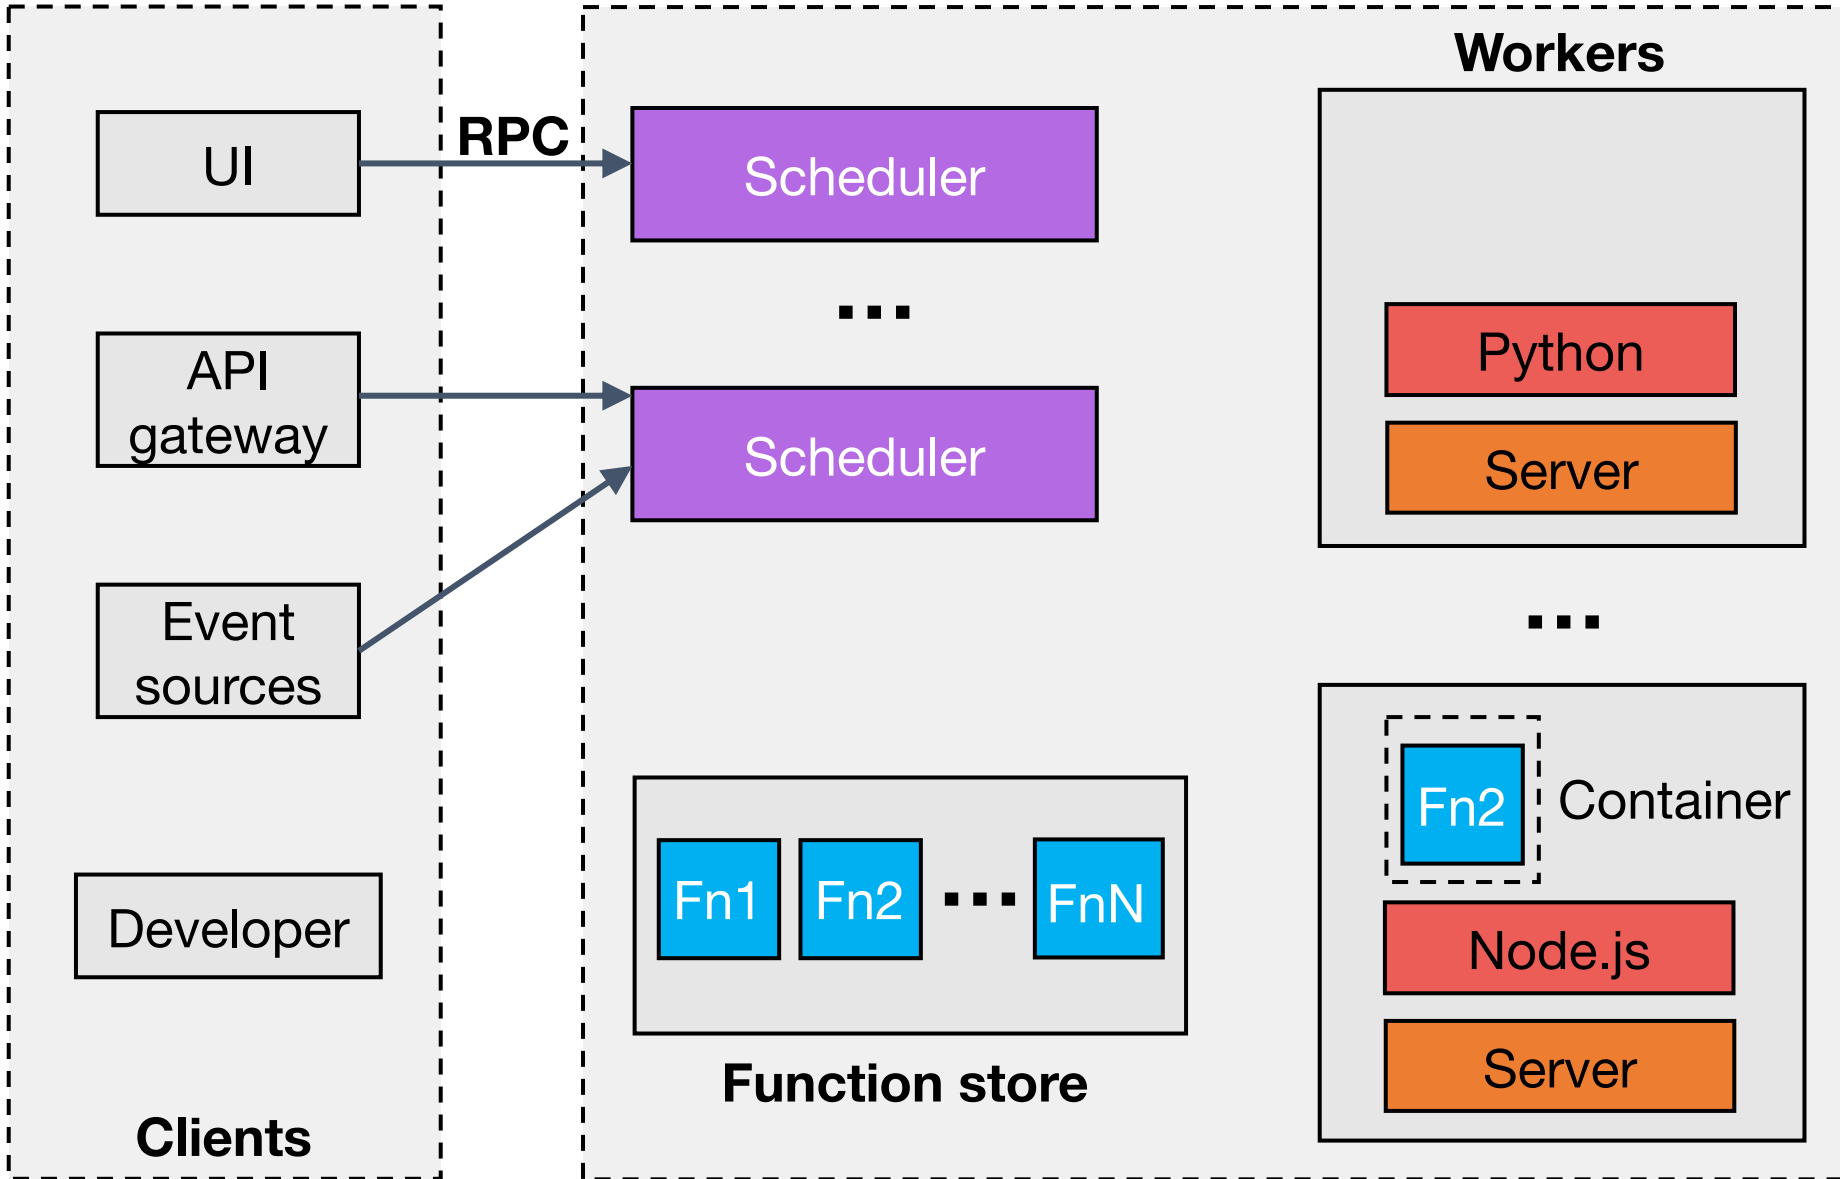 UI
API
gateway
Event
sources
Developer
Clients
RPC
Scheduler
...
Scheduler
Fn1
Fn2
...
FnN
Function store
Workers
Python
Server
...
Fn2
Container
Node.js
Server